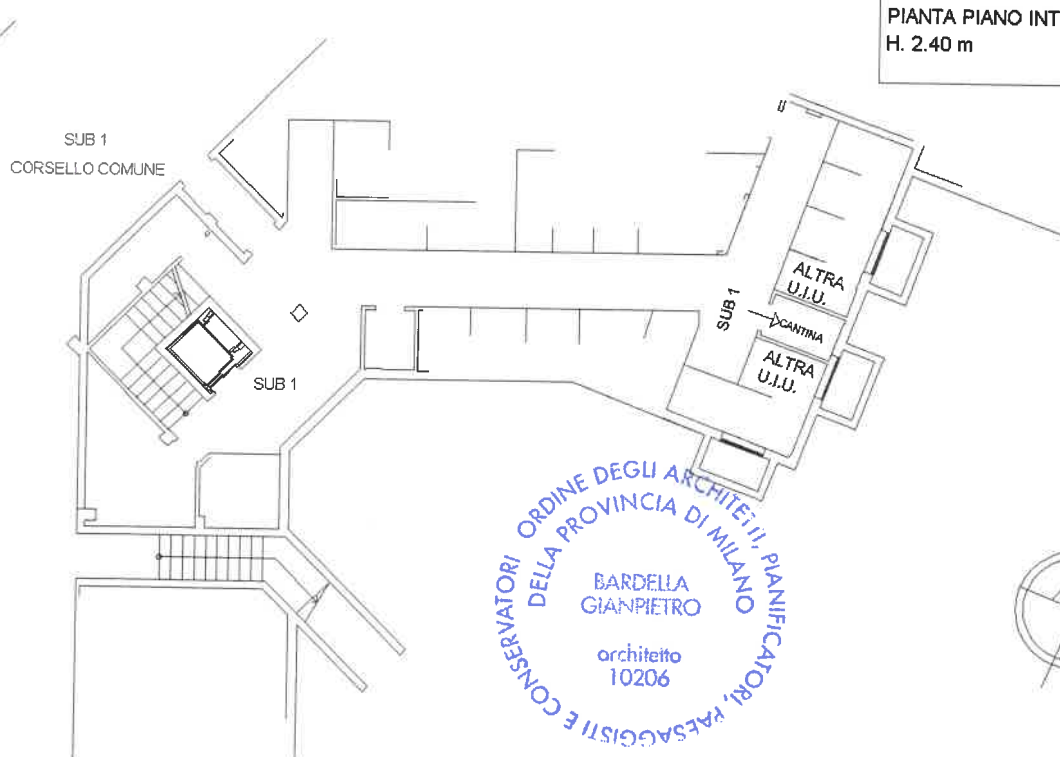 PIANTA PIANO INT
H. 2.40 m
SUB 1
CORSELLO COMUNE
ALTRA
U.I.U.
SUB 1
CANTINA
ALTRA
U.I.U.
SUB 1
ORDINE DEGLI ARCHITETTI, PIANIFICATORI, PAESAGGISTI E CONSERVATORI
DELLA PROVINCIA DI MILANO
BARDELLA
GIANPIETRO
architetto
10206